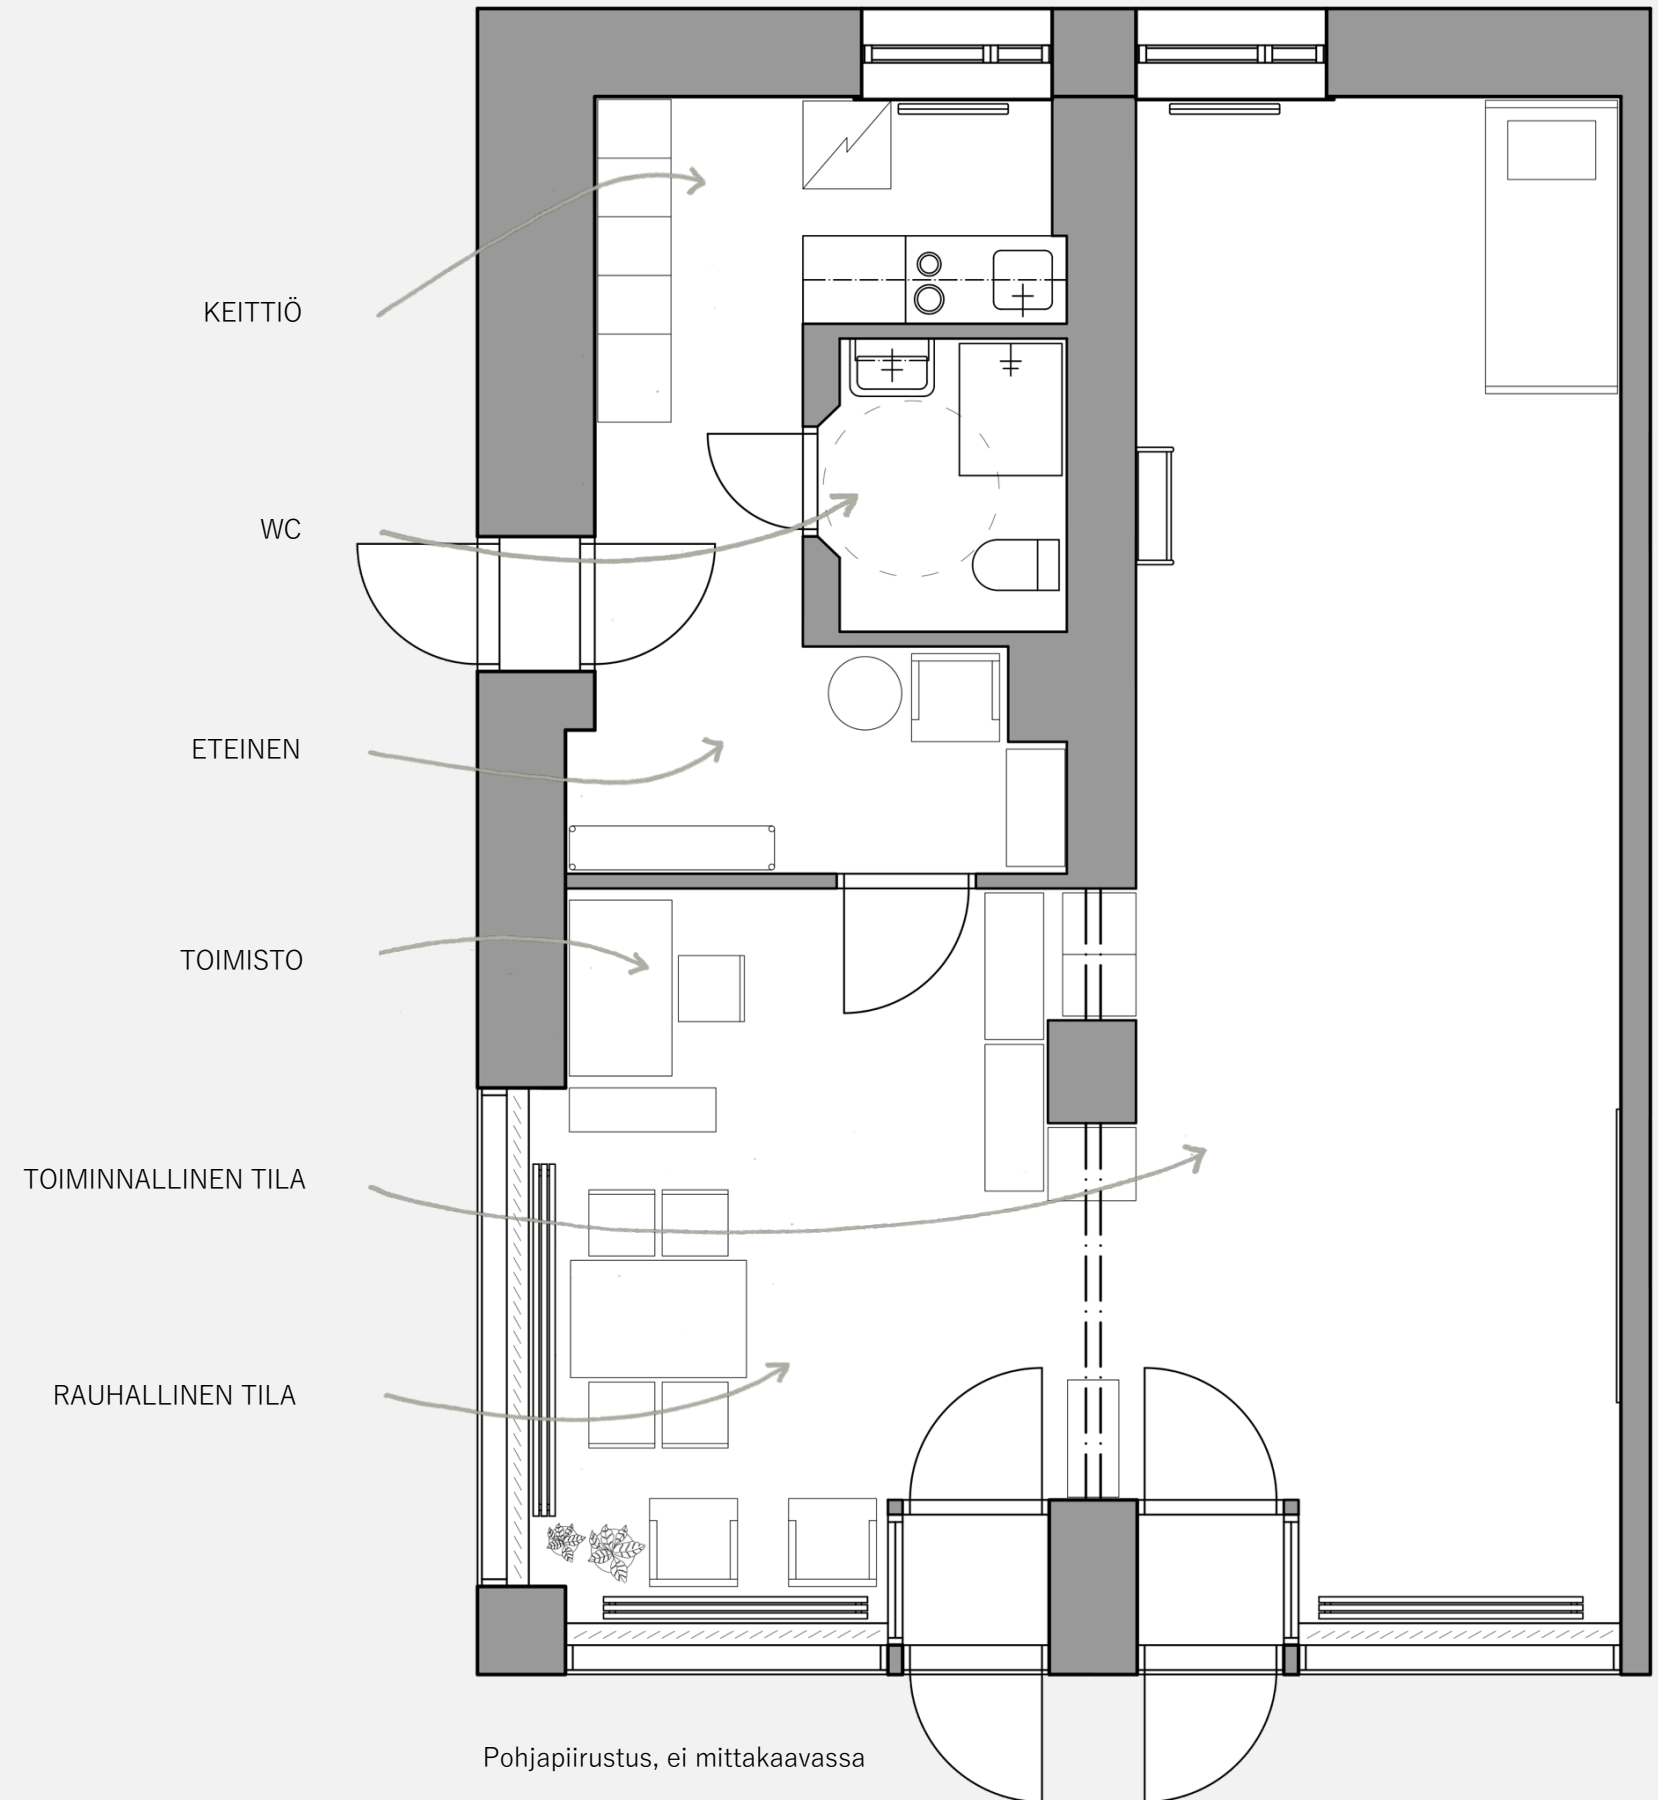 KEITTIÖ
WC
ETEINEN
TOIMISTO
TOIMINNALLINEN TILA
RAUHALLINEN TILA
Pohjapiirustus, ei mittakaavassa